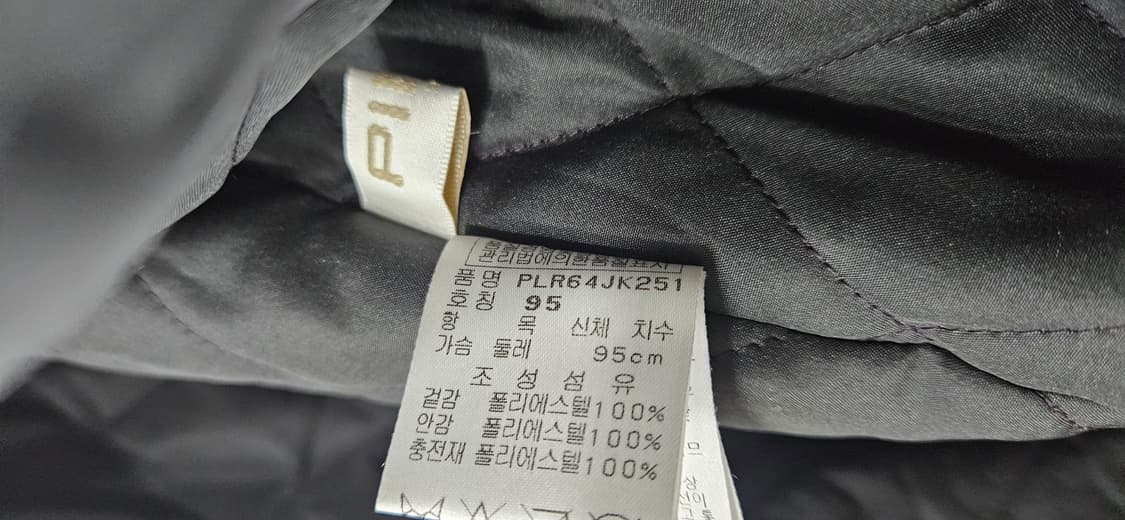 PI
관리법에의한품질표시
품 명 PLR64JK251
호칭 95
항 목 신체 치수
가슴 둘레 95cm
조 성 섬 유
겉감 폴리에스텔100%
안감 폴리에스텔100%
충전재 폴리에스텔100%